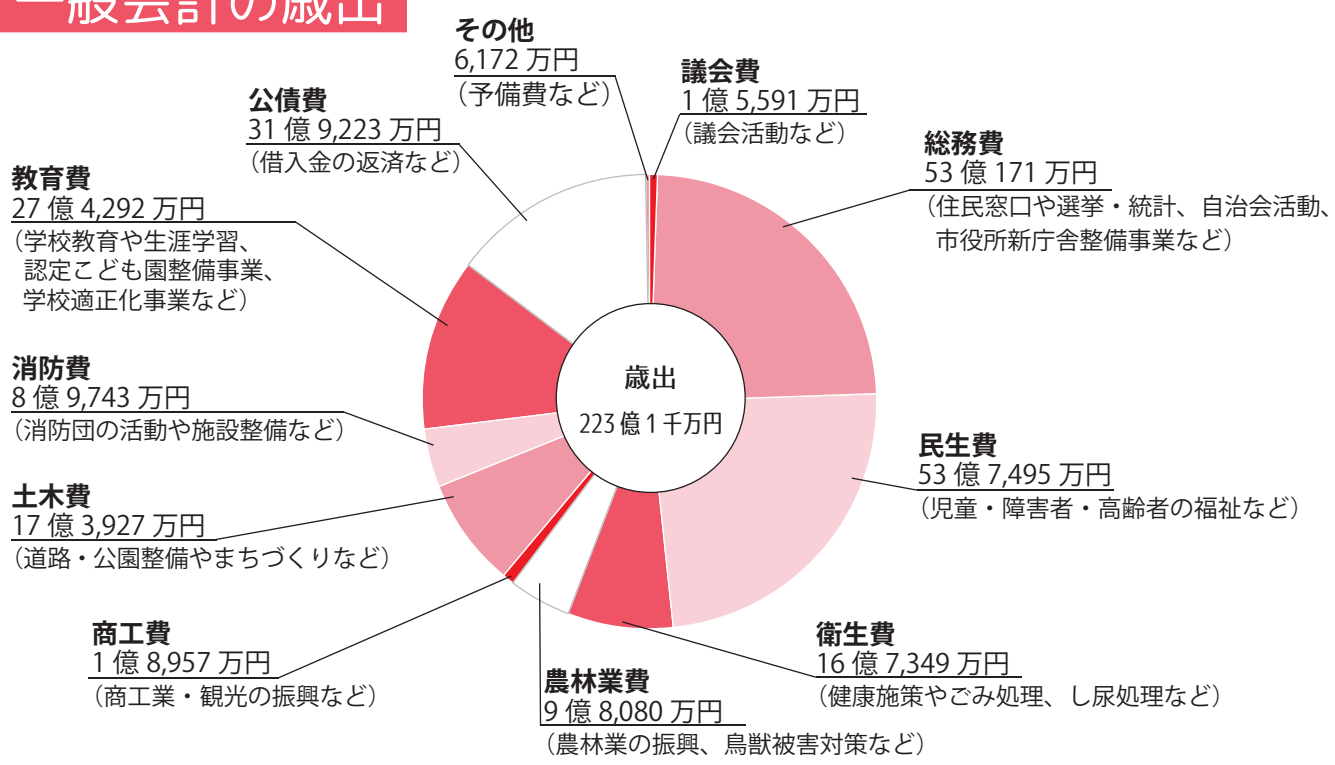 一般会計の歳出
その他
6,172 万円
（予備費など）
議会費
1 億 5,591 万円
（議会活動など）
総務費
53 億 171 万円
（住民窓口や選挙・統計、自治会活動、
市役所新庁舎整備事業など）
民生費
53 億 7,495 万円
（児童・障害者・高齢者の福祉など）
衛生費
16 億 7,349 万円
（健康施策やごみ処理、し尿処理など）
農林業費
9 億 8,080 万円
（農林業の振興、鳥獣被害対策など）
商工費
1 億 8,957 万円
（商工業・観光の振興など）
土木費
17 億 3,927 万円
（道路・公園整備やまちづくりなど）
消防費
8 億 9,743 万円
（消防団の活動や施設整備など）
教育費
27 億 4,292 万円
（学校教育や生涯学習、
認定こども園整備事業、
学校適正化事業など）
公債費
31 億 9,223 万円
（借入金の返済など）
歳出
223 億 1 千万円